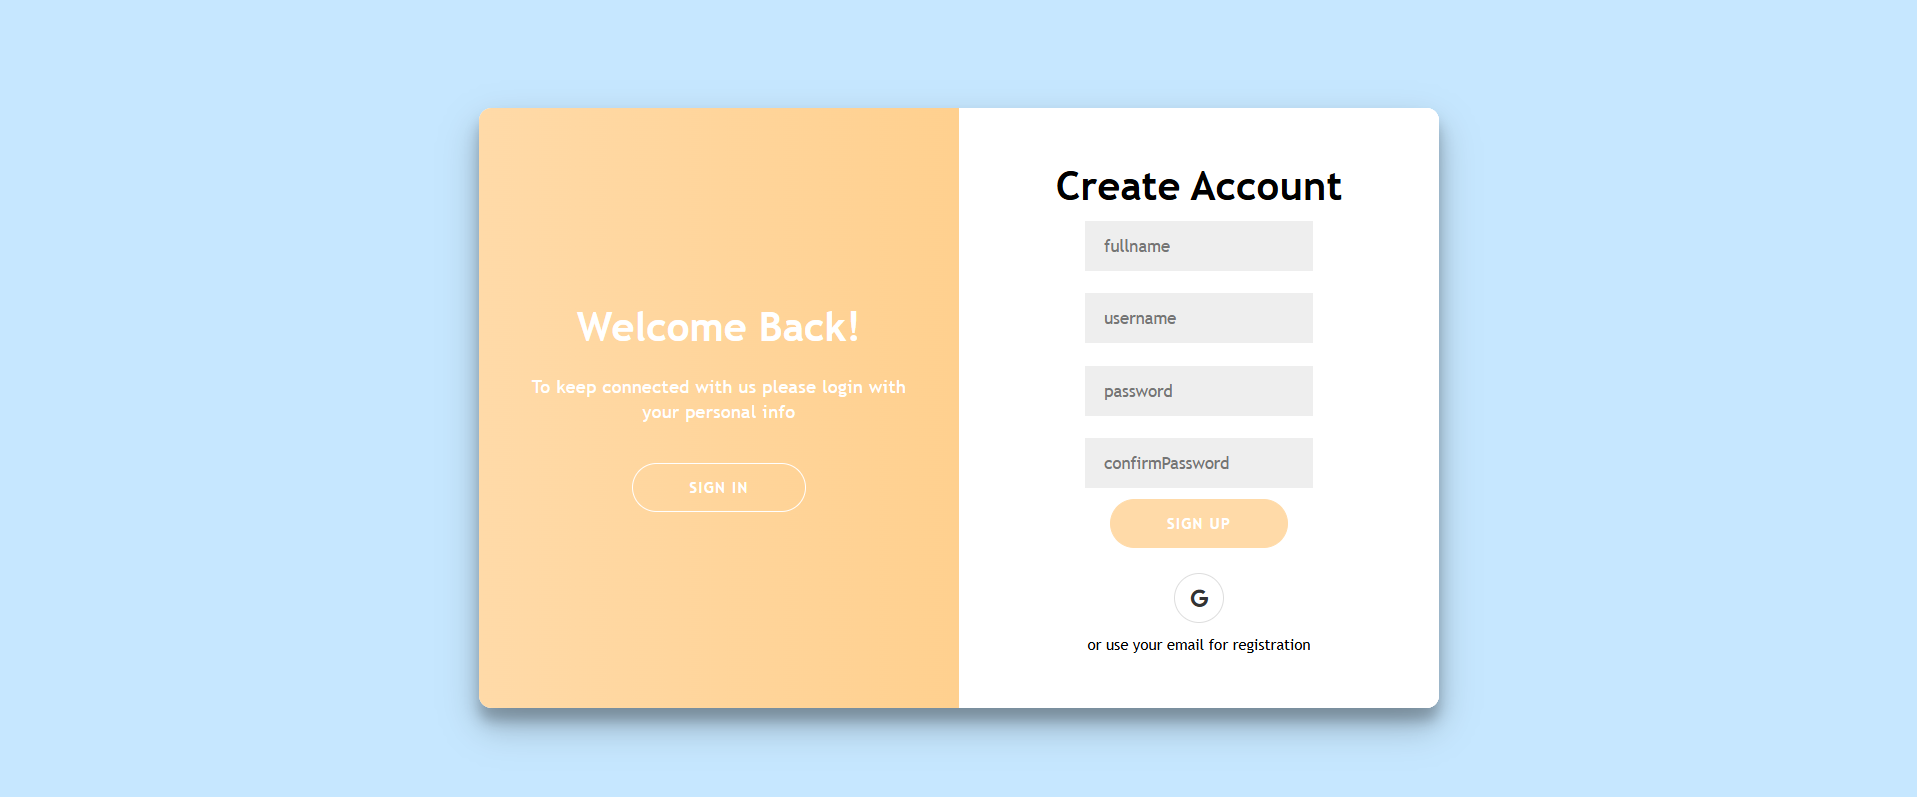 Welcome Back!
To keep connected with us please login with
your personal info
SIGN IN
Create Account
fullname
username
password
confirmPassword
SIGN UP
G
or use your email for registration